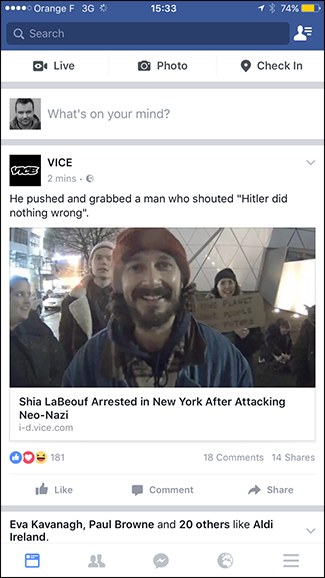 Orange F 3G 15:33 74%
Search
Live Photo Check In
What's on your mind?
VICE
VICE
2 mins ·
He pushed and grabbed a man who shouted "Hitler did
nothing wrong".
Shia LaBeouf Arrested in New York After Attacking
Neo-Nazi
i-d.vice.com
181 18 Comments 14 Shares
Like Comment Share
Eva Kavanagh, Paul Browne and 20 others like Aldi
Ireland.